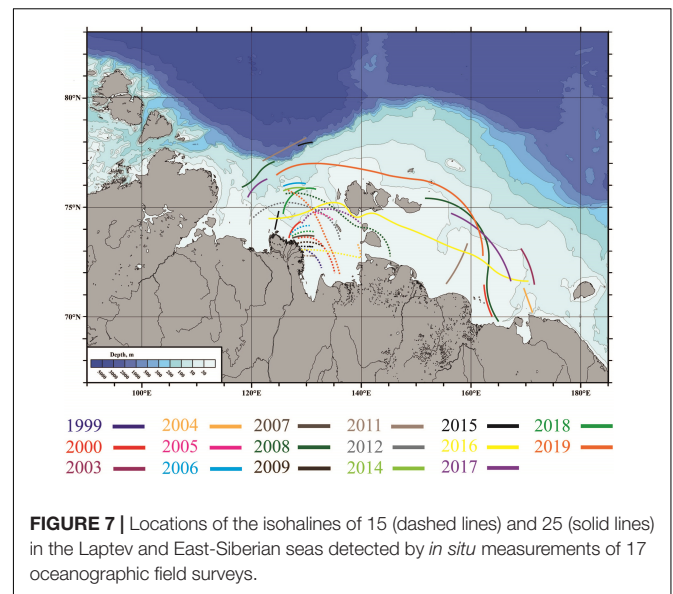 80°N
75°N
70°N
Depth, m
100°E 120°E 140°E 160°E 180°E
1999 2004 2007 2011 2015 2018
2000 2005 2008 2012 2016 2019
2003 2006 2009 2014 2017
FIGURE 7 | Locations of the isohalines of 15 (dashed lines) and 25 (solid lines)
in the Laptev and East-Siberian seas detected by in situ measurements of 17
oceanographic field surveys.